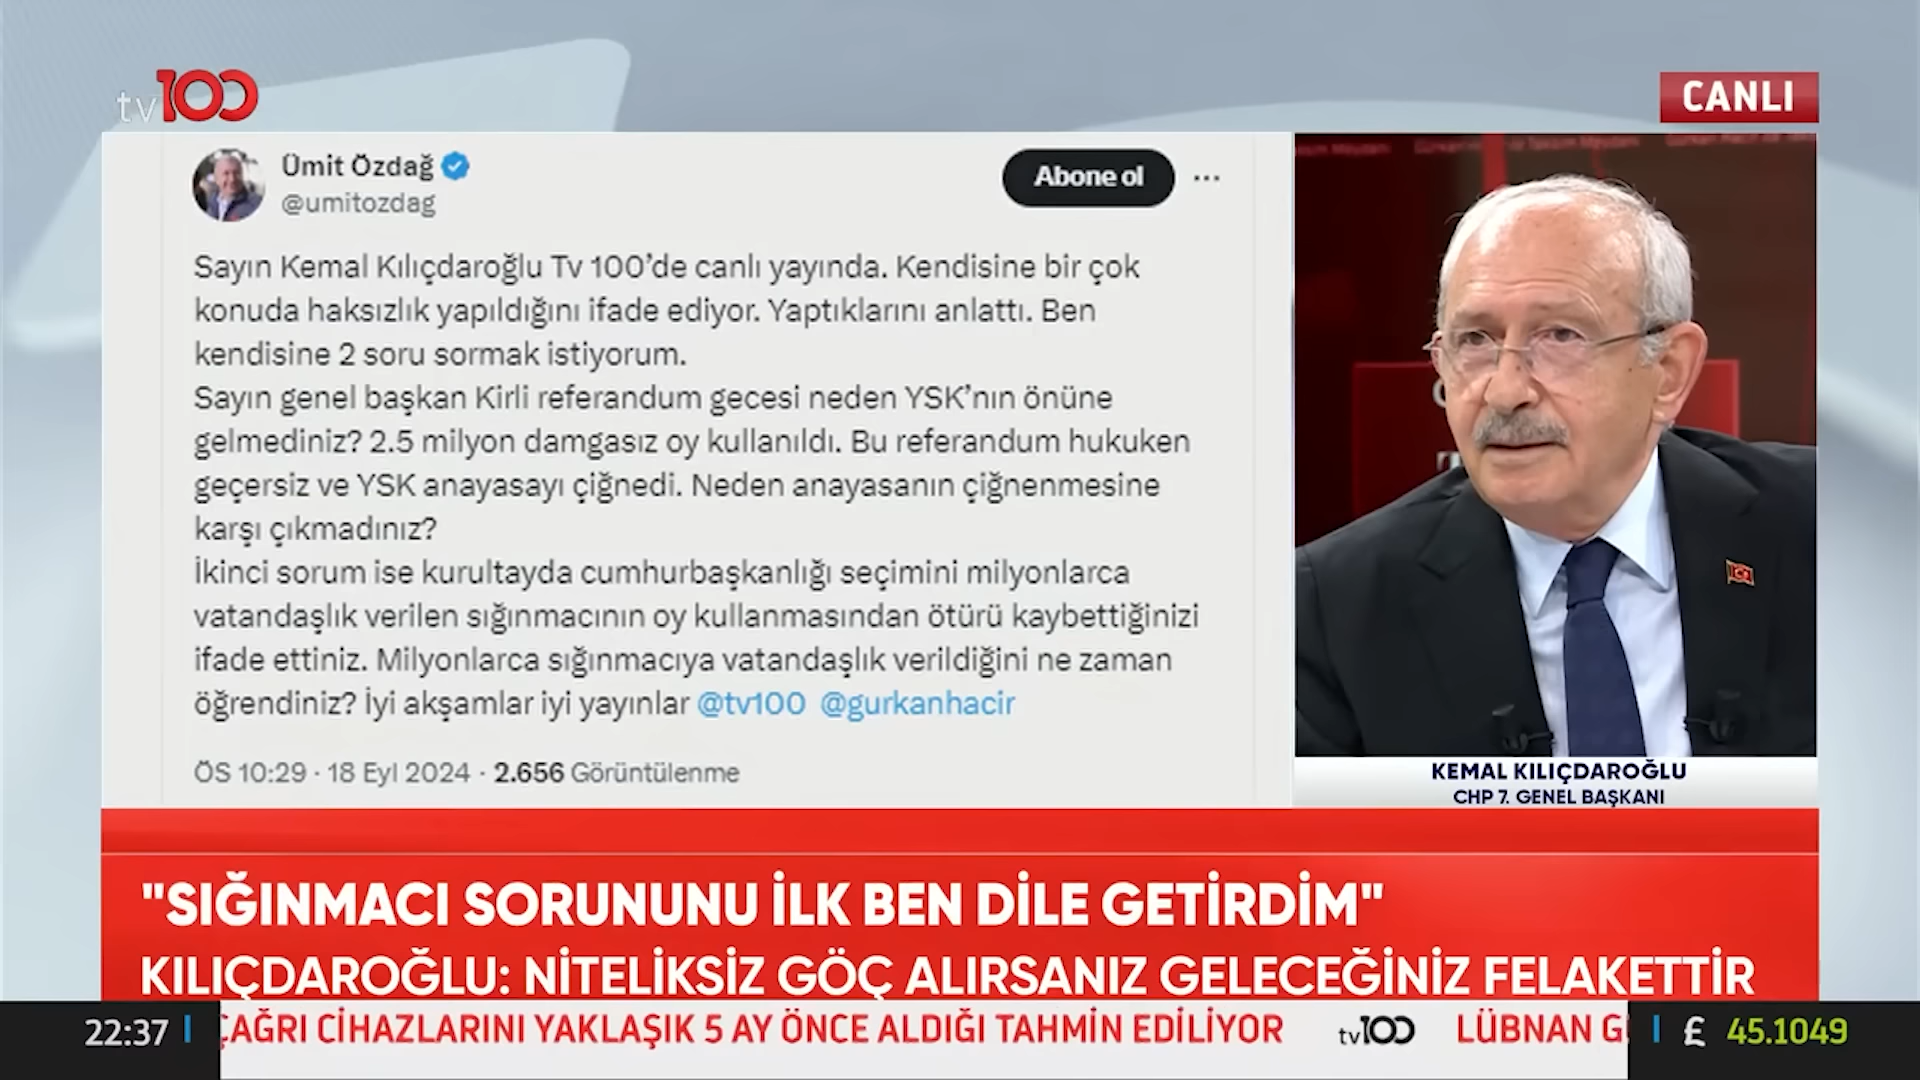 tv100
CANLI
Ümit Özdağ
@umitozdag
Abone ol
Sayın Kemal Kılıçdaroğlu Tv 100'de canlı yayında. Kendisine bir çok
konuda haksızlık yapıldığını ifade ediyor. Yaptıklarını anlattı. Ben
kendisine 2 soru sormak istiyorum.
Sayın genel başkan Kirli referandum gecesi neden YSK'nın önüne
gelmediniz? 2.5 milyon damgasız oy kullanıldı. Bu referandum hukuken
geçersiz ve YSK anayasayı çiğnedi. Neden anayasanın çiğnenmesine
karşı çıkmadınız?
İkinci sorum ise kurultayda cumhurbaşkanlığı seçimini milyonlarca
vatandaşlık verilen sığınmacının oy kullanmasından ötürü kaybettiğinizi
ifade ettiniz. Milyonlarca sığınmacıya vatandaşlık verildiğini ne zaman
öğrendiniz? İyi akşamlar iyi yayınlar @tv100 @gurkanhacir
ÖS 10:29 · 18 Eyl 2024 · 2.656 Görüntülenme
KEMAL KILIÇDAROĞLU
CHP 7. GENEL BAŞKANI
"SIĞINMACI SORUNUNU İLK BEN DİLE GETİRDİM"
KILIÇDAROĞLU: NİTELİKSİZ GÖÇ ALIRSANIZ GELECEĞİNİZ FELAKETTİR
22:37 ÇAĞRI CİHAZLARINI YAKLAŞIK 5 AY ÖNCE ALDIĞI TAHMİN EDİLİYOR tv100 LÜBNAN G £ 45.1049